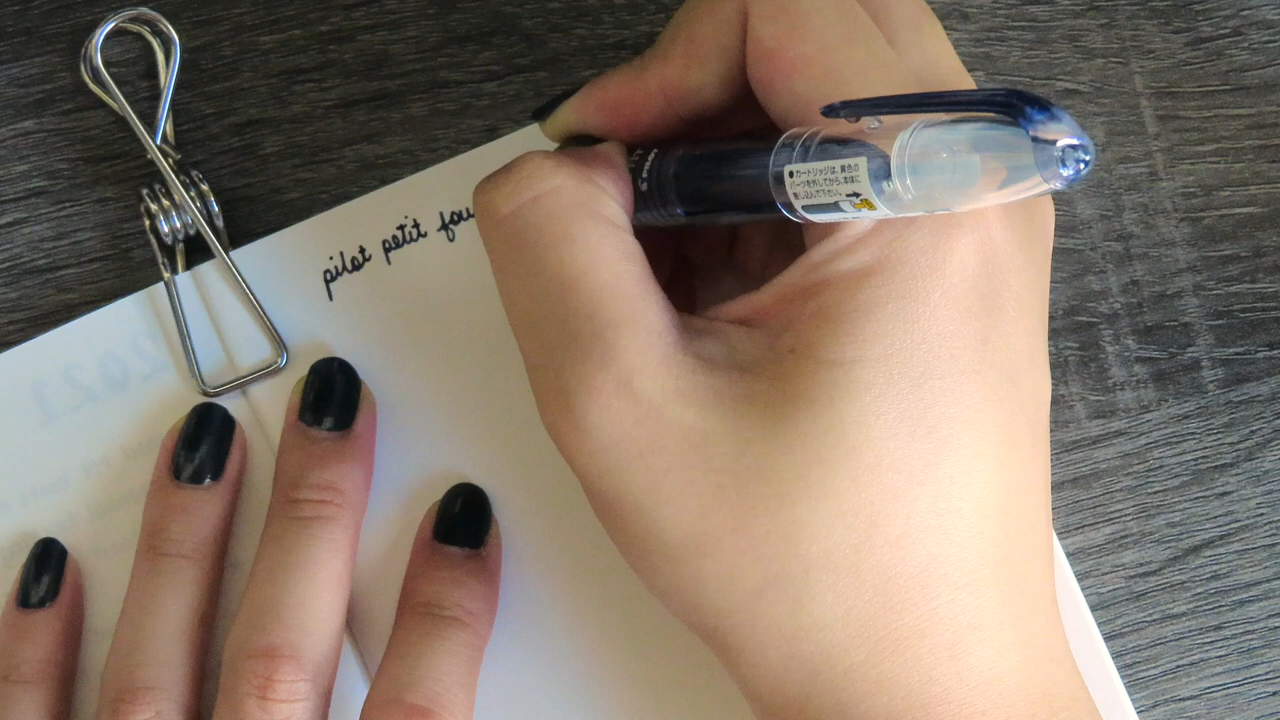 pilot petit fou
●カートリッジは、黄色の
パーツを外してから、本体に
差し込んで下さい。
PILOT
2021